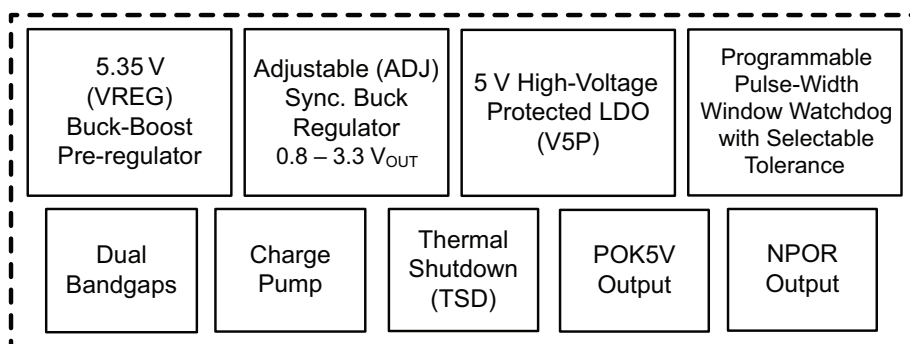 5.35 V
(VREG)
Buck-Boost
Pre-regulator
Adjustable (ADJ)
Sync. Buck
Regulator
0.8 – 3.3 VOUT
5 V High-Voltage
Protected LDO
(V5P)
Programmable
Pulse-Width
Window Watchdog
with Selectable
Tolerance
Dual
Bandgaps
Charge
Pump
Thermal
Shutdown
(TSD)
POK5V
Output
NPOR
Output